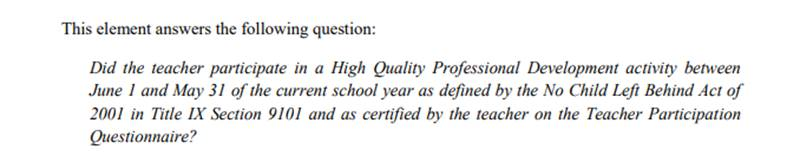 This element answers the following question:
Did the teacher participate in a High Quality Professional Development activity between
June 1 and May 31 of the current school year as defined by the No Child Left Behind Act of
2001 in Title IX Section 9101 and as certified by the teacher on the Teacher Participation
Questionnaire?